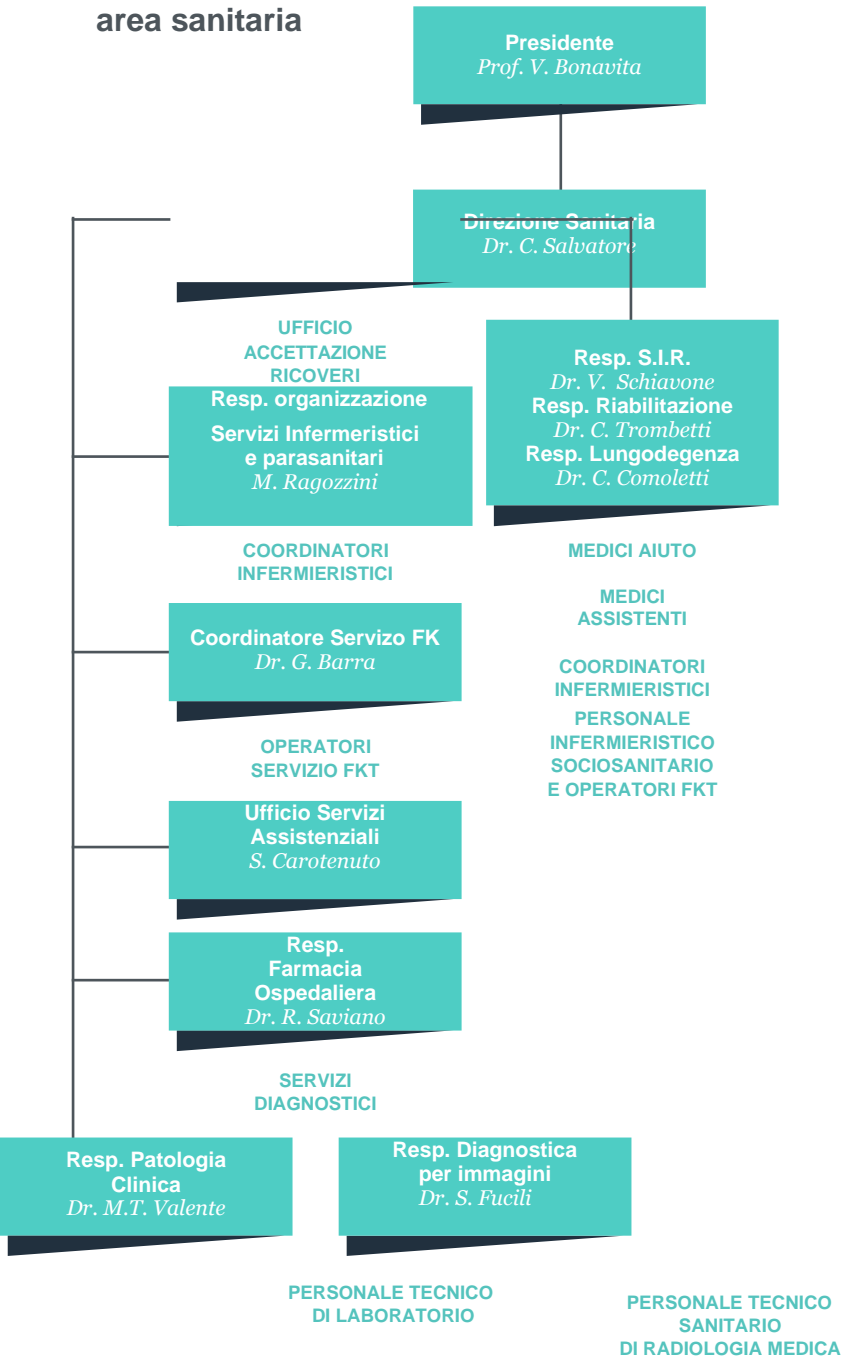 area sanitaria
Presidente
Prof. V. Bonavita
Direzione Sanitaria
Dr. C. Salvatore
UFFICIO
ACCETTAZIONE
RICOVERI
Resp. organizzazione
Servizi Infermeristici
e parasanitari
M. Ragozzini
COORDINATORI
INFERMIERISTICI
Resp. S.I.R.
Dr. V. Schiavone
Resp. Riabilitazione
Dr. C. Trombetti
Resp. Lungodegenza
Dr. C. Comoletti
MEDICI AIUTO
MEDICI
ASSISTENTI
COORDINATORI
INFERMIERISTICI
PERSONALE
INFERMIERISTICO
SOCIOSANITARIO
E OPERATORI FKT
Coordinatore Servizo FK
Dr. G. Barra
OPERATORI
SERVIZIO FKT
Ufficio Servizi
Assistenziali
S. Carotenuto
Resp.
Farmacia
Ospedaliera
Dr. R. Saviano
SERVIZI
DIAGNOSTICI
Resp. Patologia
Clinica
Dr. M.T. Valente
Resp. Diagnostica
per immagini
Dr. S. Fucili
PERSONALE TECNICO
DI LABORATORIO
PERSONALE TECNICO
SANITARIO
DI RADIOLOGIA MEDICA